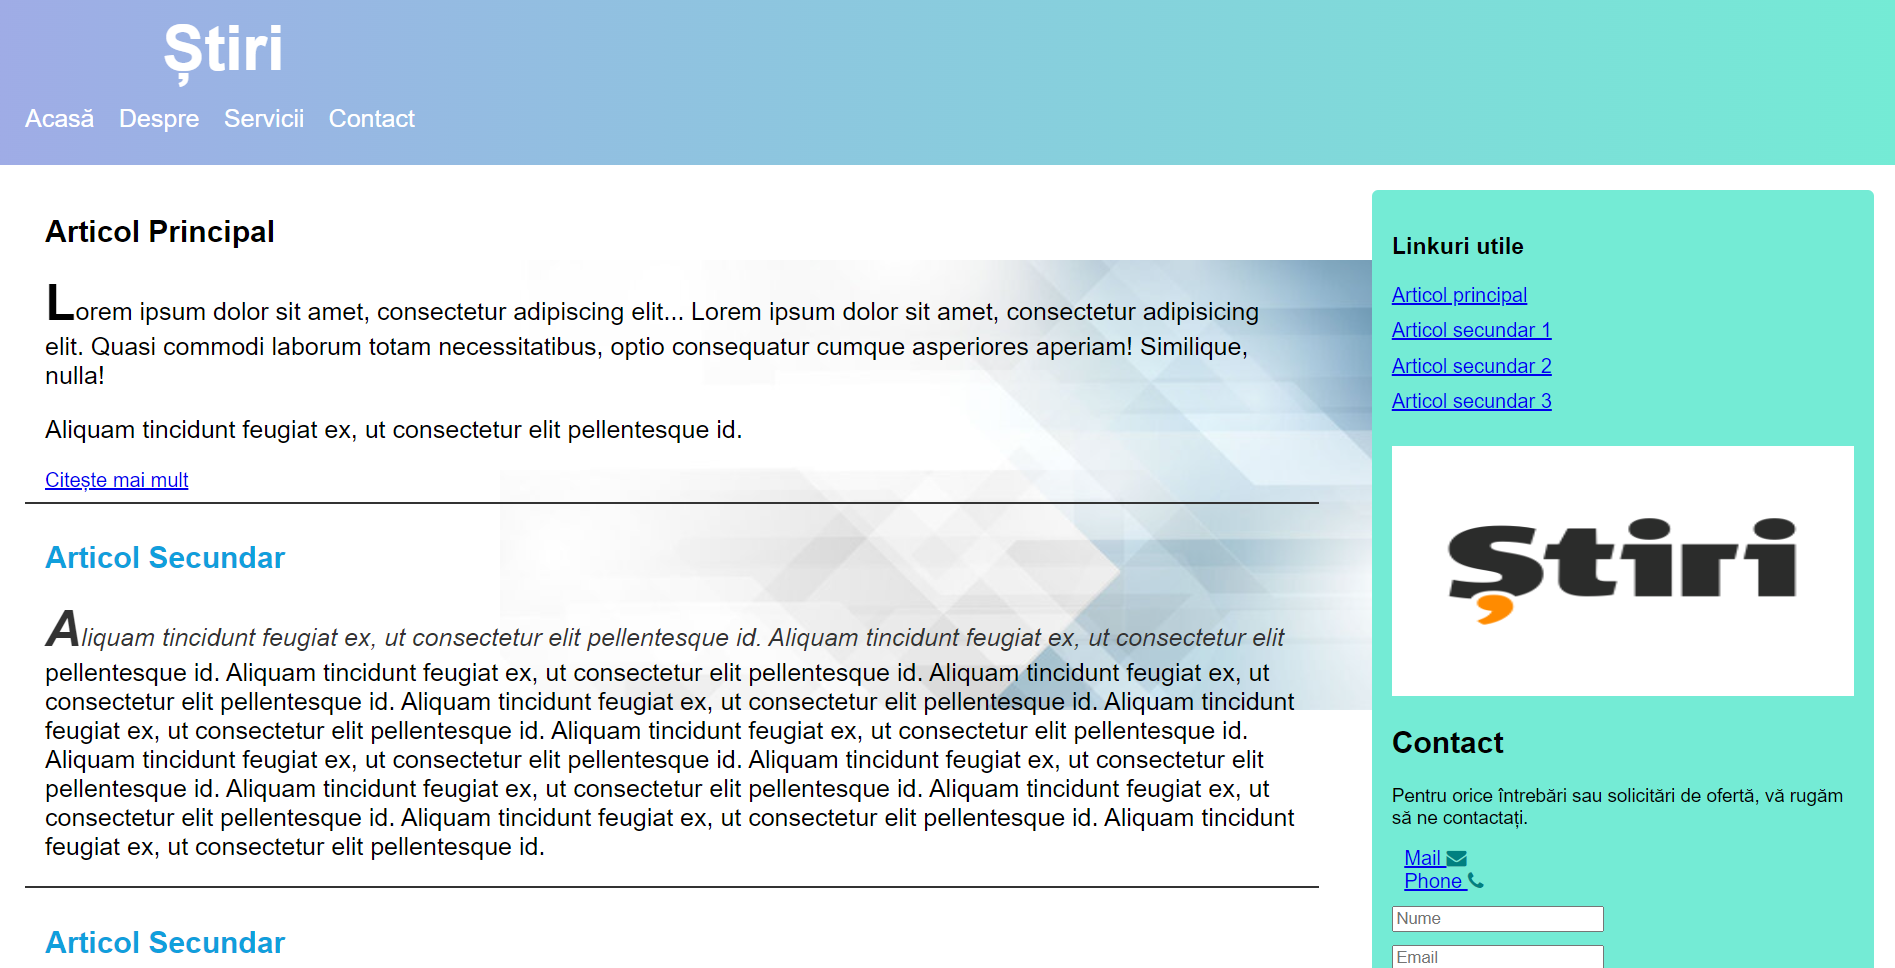 Știri
Acasă Despre Servicii Contact
Articol Principal
Lorem ipsum dolor sit amet, consectetur adipiscing elit... Lorem ipsum dolor sit amet, consectetur adipisicing
elit. Quasi commodi laborum totam necessitatibus, optio consequatur cumque asperiores aperiam! Similique,
nulla!
Aliquam tincidunt feugiat ex, ut consectetur elit pellentesque id.
Citește mai mult
Articol Secundar
Aliquam tincidunt feugiat ex, ut consectetur elit pellentesque id. Aliquam tincidunt feugiat ex, ut consectetur elit
pellentesque id. Aliquam tincidunt feugiat ex, ut consectetur elit pellentesque id. Aliquam tincidunt feugiat ex, ut
consectetur elit pellentesque id. Aliquam tincidunt feugiat ex, ut consectetur elit pellentesque id. Aliquam tincidunt
feugiat ex, ut consectetur elit pellentesque id. Aliquam tincidunt feugiat ex, ut consectetur elit pellentesque id.
Aliquam tincidunt feugiat ex, ut consectetur elit pellentesque id. Aliquam tincidunt feugiat ex, ut consectetur elit
pellentesque id. Aliquam tincidunt feugiat ex, ut consectetur elit pellentesque id. Aliquam tincidunt feugiat ex, ut
consectetur elit pellentesque id. Aliquam tincidunt feugiat ex, ut consectetur elit pellentesque id. Aliquam tincidunt
feugiat ex, ut consectetur elit pellentesque id.
Articol Secundar
Linkuri utile
Articol principal
Articol secundar 1
Articol secundar 2
Articol secundar 3
Știri
Contact
Pentru orice întrebări sau solicitări de ofertă, vă rugăm
să ne contactați.
Mail
Phone
Nume
Email